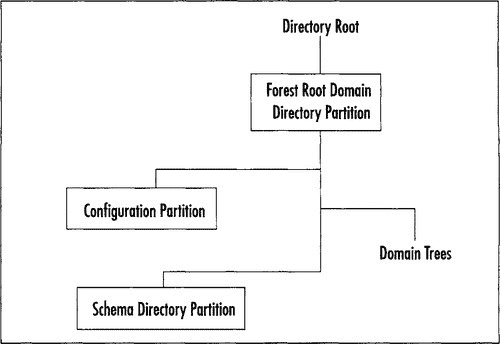 Directory Root
Forest Root Domain
Directory Partition
Configuration Partition
Domain Trees
Schema Directory Partition